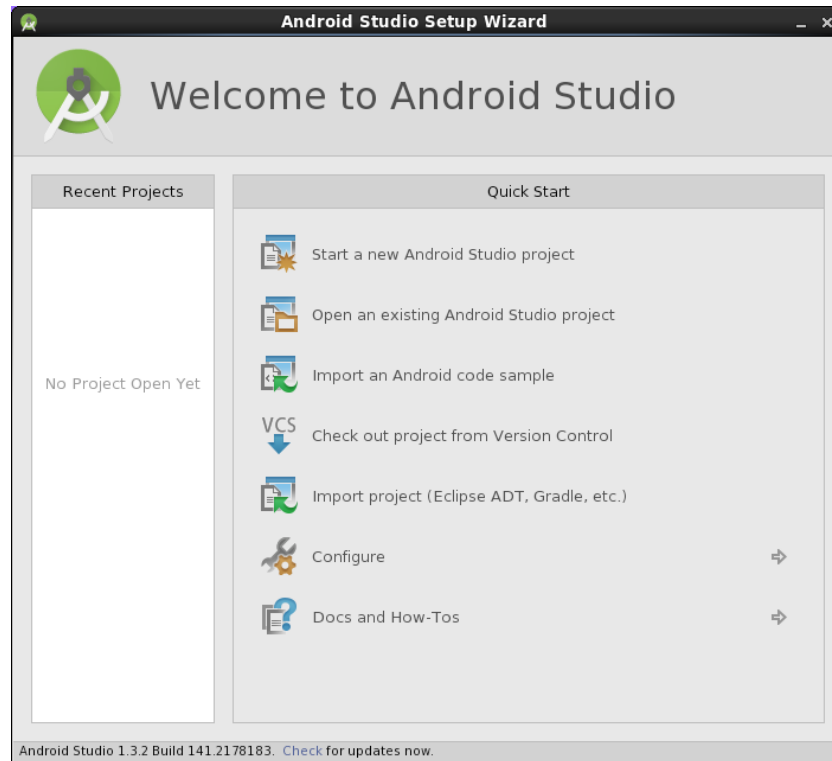 Android Studio Setup Wizard
Welcome to Android Studio
Recent Projects
No Project Open Yet
Quick Start
Start a new Android Studio project
Open an existing Android Studio project
Import an Android code sample
VCS
Check out project from Version Control
Import project (Eclipse ADT, Gradle, etc.)
Configure
Docs and How-Tos
Android Studio 1.3.2 Build 141.2178183. Check for updates now.